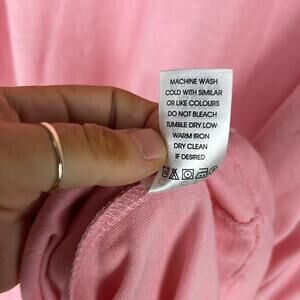 MACHINE WASH
COLD WITH SIMILAR
OR LIKE COLOURS
DO NOT BLEACH
TUMBLE DRY LOW
WARM IRON
DRY CLEAN
IF DESIRED